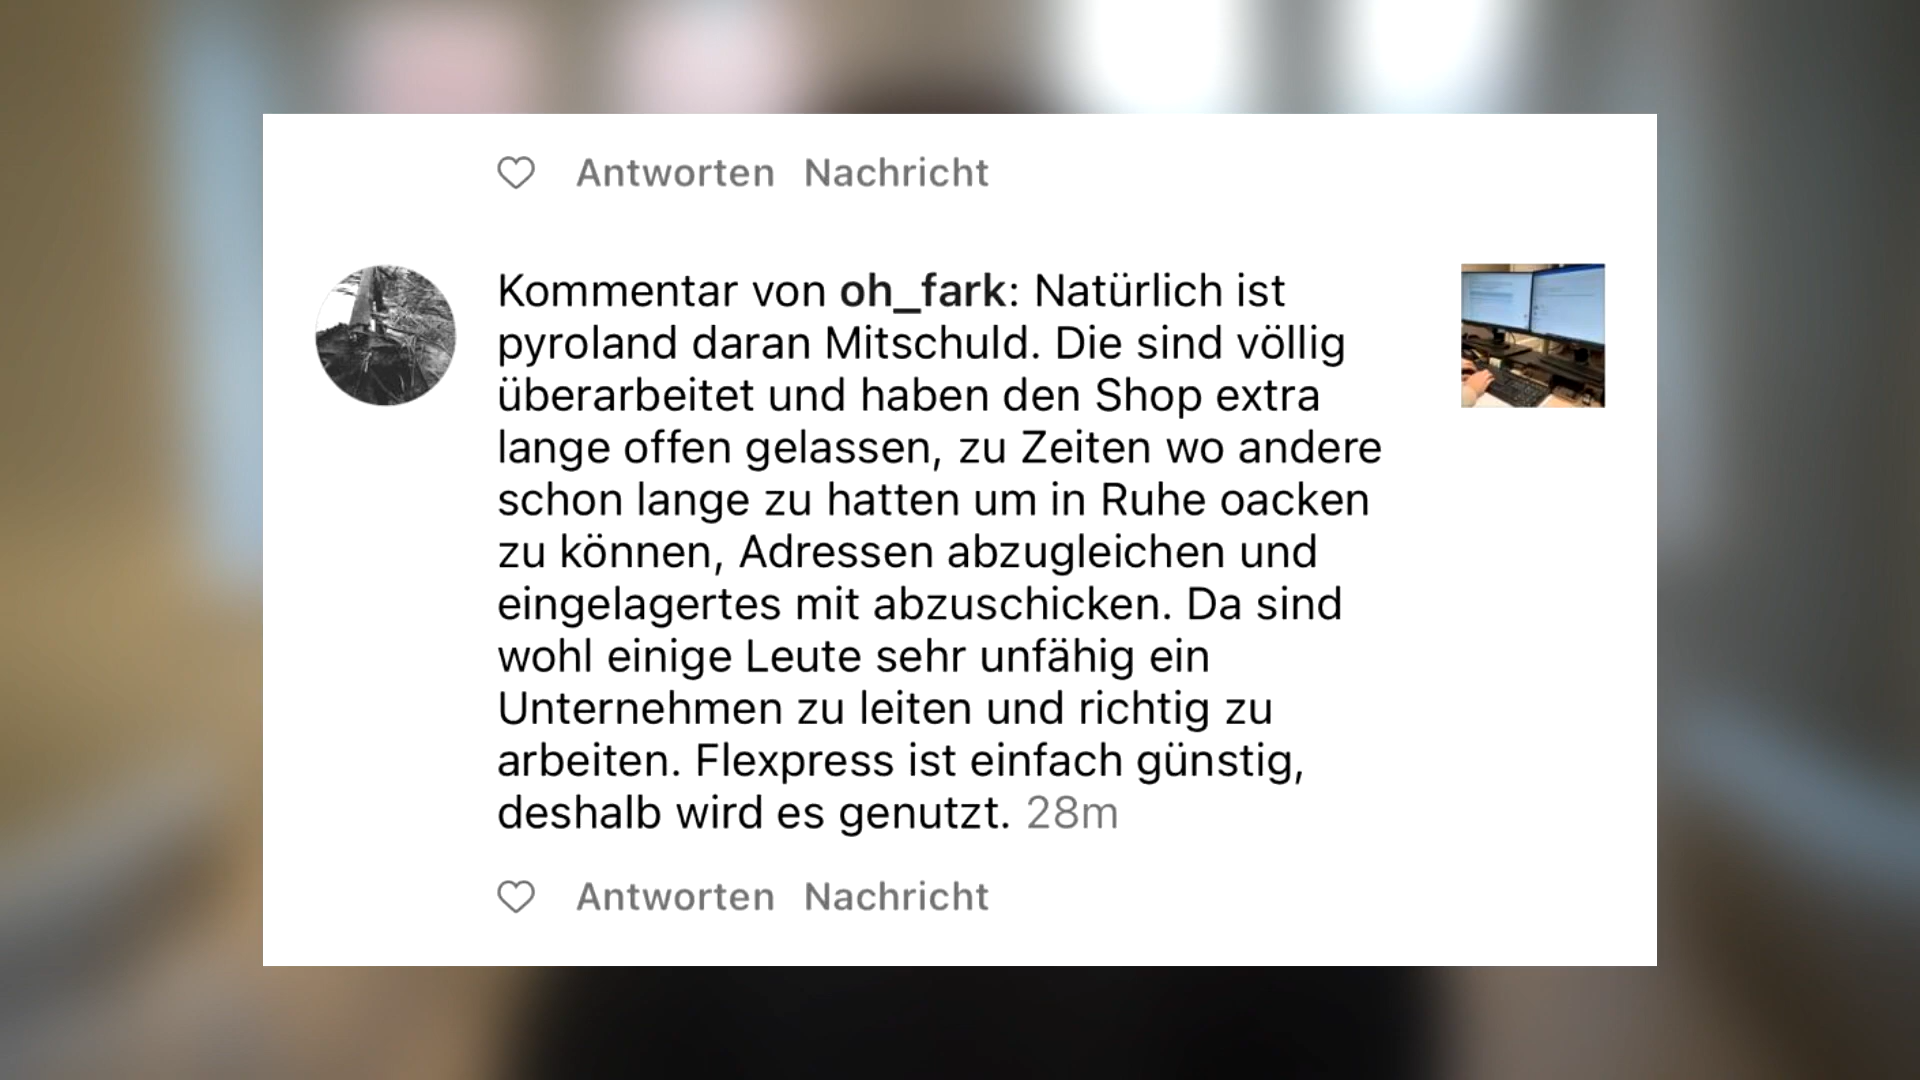 Antworten Nachricht
Kommentar von oh_fark: Natürlich ist
pyroland daran Mitschuld. Die sind völlig
überarbeitet und haben den Shop extra
lange offen gelassen, zu Zeiten wo andere
schon lange zu hatten um in Ruhe oacken
zu können, Adressen abzugleichen und
eingelagertes mit abzuschicken. Da sind
wohl einige Leute sehr unfähig ein
Unternehmen zu leiten und richtig zu
arbeiten. Flexpress ist einfach günstig,
deshalb wird es genutzt. 28m
Antworten Nachricht